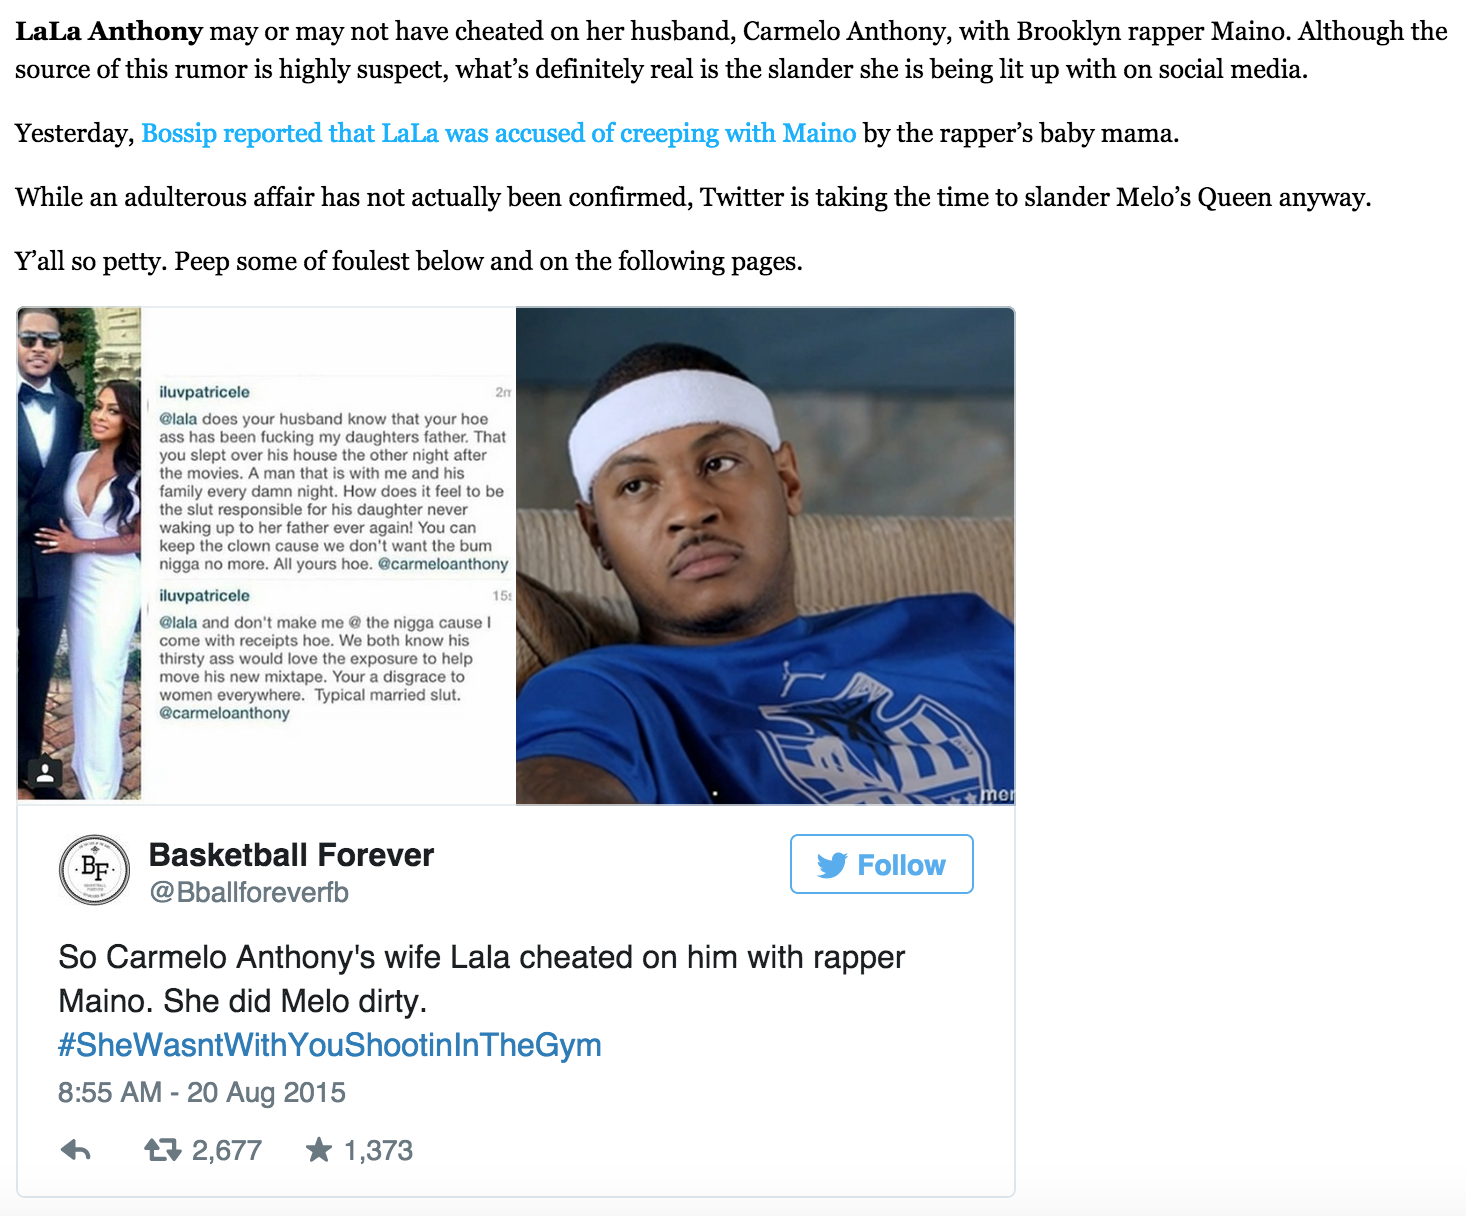 LaLa Anthony may or may not have cheated on her husband, Carmelo Anthony, with Brooklyn rapper Maino. Although the
source of this rumor is highly suspect, what's definitely real is the slander she is being lit up with on social media.
Yesterday, Bossip reported that LaLa was accused of creeping with Maino by the rapper's baby mama.
While an adulterous affair has not actually been confirmed, Twitter is taking the time to slander Melo's Queen anyway.
Y'all so petty. Peep some of foulest below and on the following pages.
iluvpatricele 2m
@lala does your husband know that your hoe
ass has been fucking my daughters father. That
you slept over his house the other night after
the movies. A man that is with me and his
family every damn night. How does it feel to be
the slut responsible for his daughter never
waking up to her father ever again! You can
keep the clown cause we don't want the bum
nigga no more. All yours hoe. @carmeloanthony
iluvpatricele 15s
@lala and don't make me @ the nigga cause I
come with receipts hoe. We both know his
thirsty ass would love the exposure to help
move his new mixtape. Your a disgrace to
women everywhere. Typical married slut.
@carmeloanthony
mer
BF
Basketball Forever
@Bballforeverfb
Follow
So Carmelo Anthony's wife Lala cheated on him with rapper
Maino. She did Melo dirty.
#SheWasntWithYouShootinInTheGym
8:55 AM - 20 Aug 2015
2,677 1,373